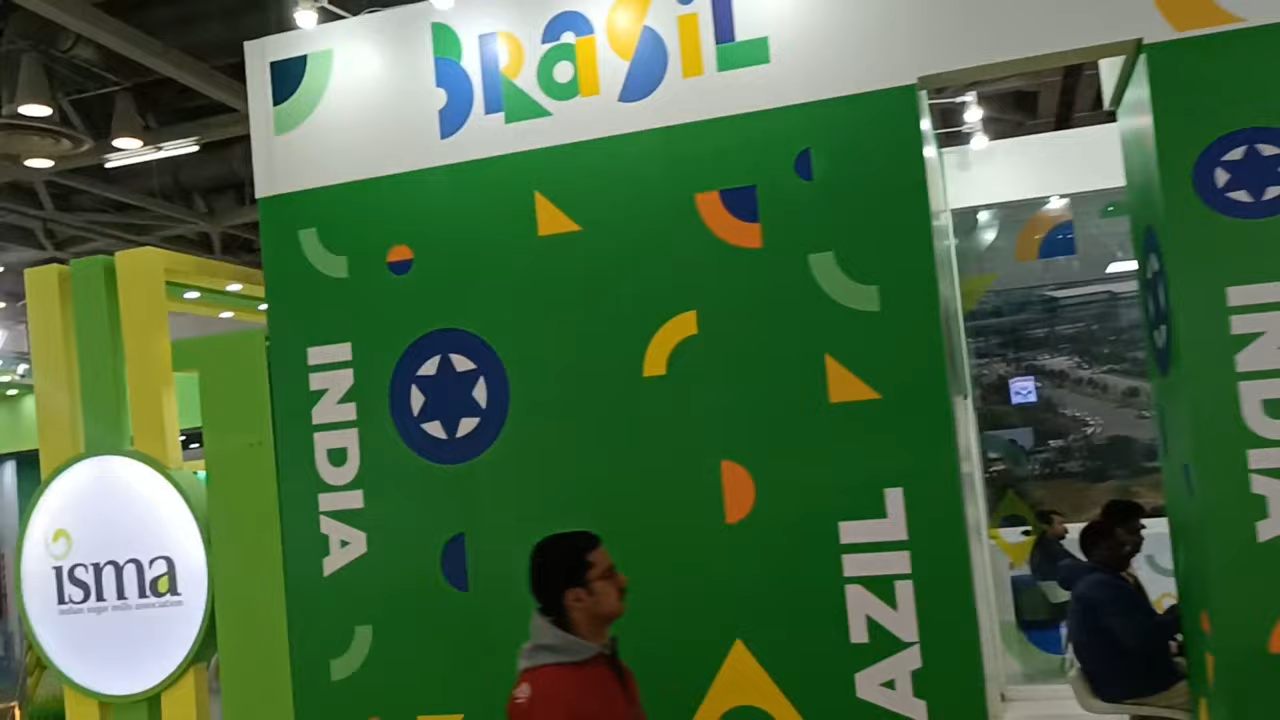 BRaSIL
INDIA
AZIL
INDIA
isma
indian sugar mills association